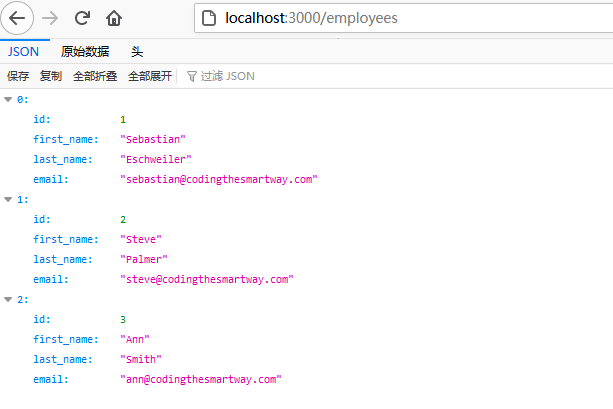 localhost:3000/employees
JSON 原始数据 头
保存 复制 全部折叠 全部展开 过滤 JSON
0:
id: 1
first_name: "Sebastian"
last_name: "Eschweiler"
email: "sebastian@codingthesmartway.com"
1:
id: 2
first_name: "Steve"
last_name: "Palmer"
email: "steve@codingthesmartway.com"
2:
id: 3
first_name: "Ann"
last_name: "Smith"
email: "ann@codingthesmartway.com"